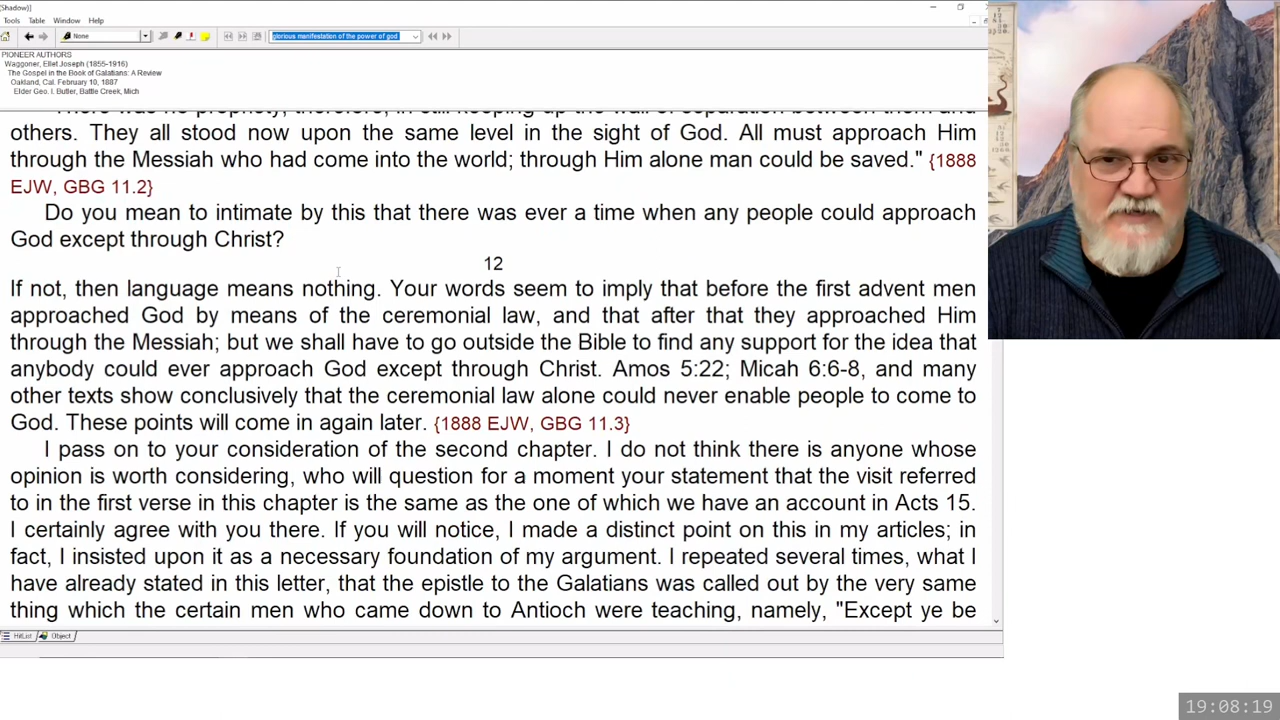 [Shadow)]
Tools Table Window Help
None
glorious manifestation of the power of god
PIONEER AUTHORS
Waggoner, Ellet Joseph (1855-1916)
The Gospel in the Book of Galatians: A Review
Oakland, Cal. February 10, 1887
Elder Geo. I. Butler, Battle Creek, Mich
others. They all stood now upon the same level in the sight of God. All must approach Him
through the Messiah who had come into the world; through Him alone man could be saved." {1888
EJW, GBG 11.2}
Do you mean to intimate by this that there was ever a time when any people could approach
God except through Christ?
12
If not, then language means nothing. Your words seem to imply that before the first advent men
approached God by means of the ceremonial law, and that after that they approached Him
through the Messiah; but we shall have to go outside the Bible to find any support for the idea that
anybody could ever approach God except through Christ. Amos 5:22; Micah 6:6-8, and many
other texts show conclusively that the ceremonial law alone could never enable people to come to
God. These points will come in again later. {1888 EJW, GBG 11.3}
I pass on to your consideration of the second chapter. I do not think there is anyone whose
opinion is worth considering, who will question for a moment your statement that the visit referred
to in the first verse in this chapter is the same as the one of which we have an account in Acts 15.
I certainly agree with you there. If you will notice, I made a distinct point on this in my articles; in
fact, I insisted upon it as a necessary foundation of my argument. I repeated several times, what I
have already stated in this letter, that the epistle to the Galatians was called out by the very same
thing which the certain men who came down to Antioch were teaching, namely, "Except ye be
HitList Object
19:08:19